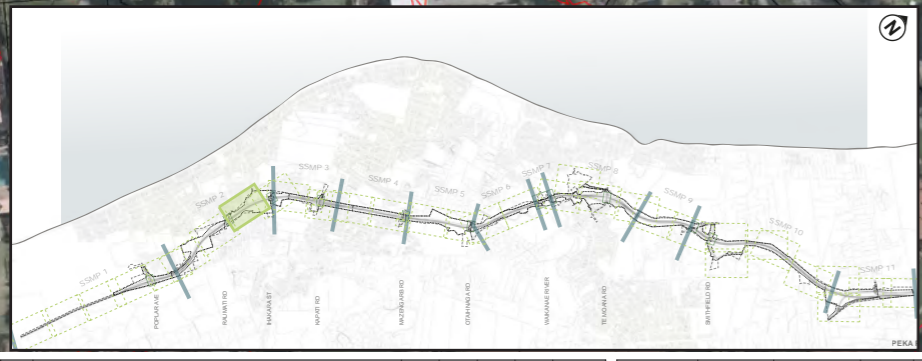 N
SSMP 1
SSMP 2
SSMP 3
SSMP 4
SSMP 5
SSMP 6
SSMP 7
SSMP 8
SSMP 9
SSMP 10
SSMP 11
POPLAR AVE
RAUMATI RD
IHAKARA ST
KAPATI RD
MAZENGARB RD
OTAIHANGA RD
WAIKANAE RIVER
TE MOANA RD
SMITHFIELD RD
PEKA